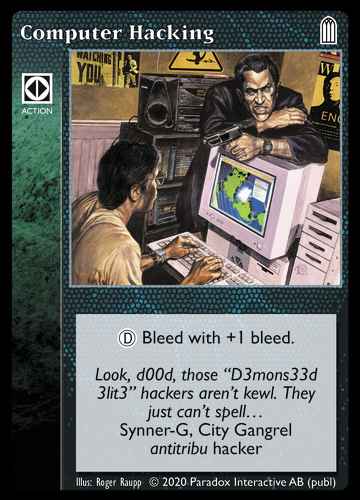 Computer Hacking
WATCHING
YOU
ACTION
W
EN
D Bleed with +1 bleed.
Look, d00d, those “D3mons33d
3lit3” hackers aren’t kewl. They
just can’t spell…
Synner-G, City Gangrel
antitribu hacker
Illus: Roger Raupp © 2020 Paradox Interactive AB (publ)